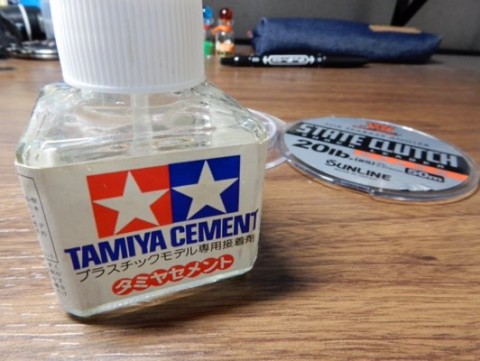 TAMIYA CEMENT
プラスチックモデル専用接着剤
タミヤセメント
STATE CLUTCH
20lb.
50m
SUNLINE